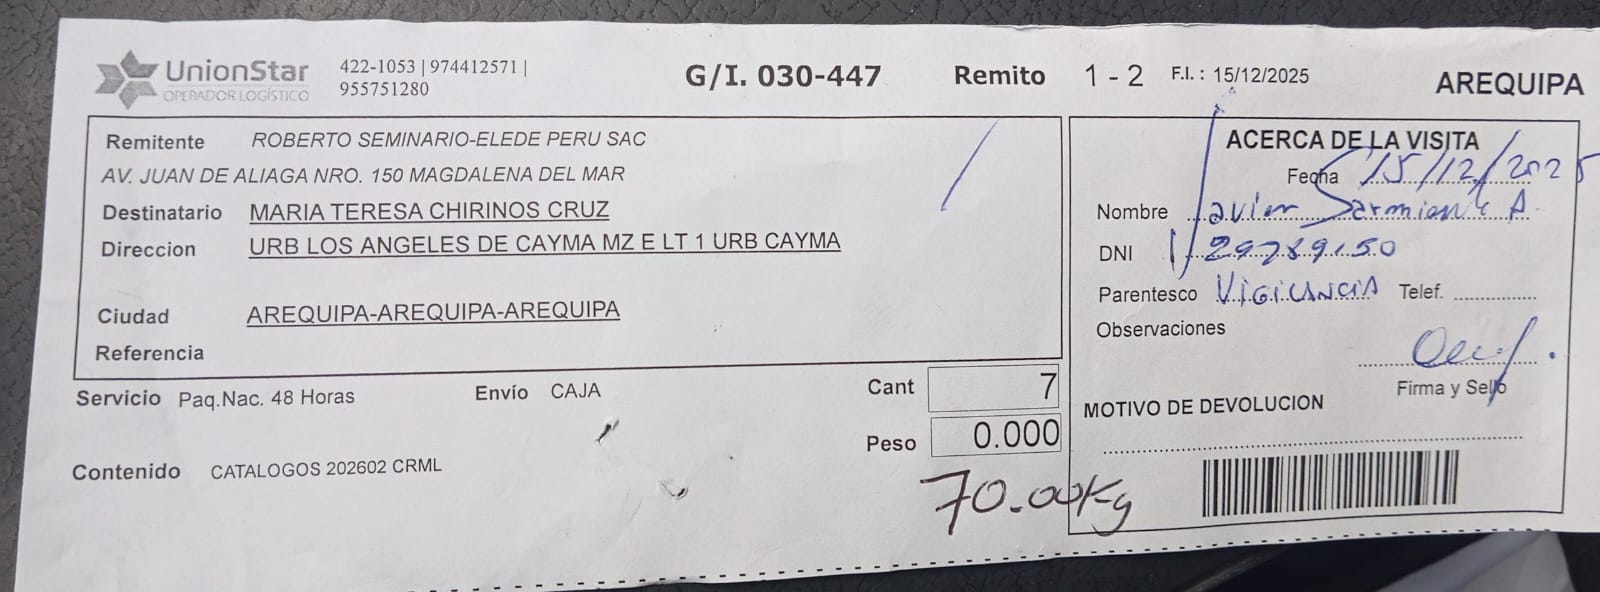 UnionStar
OPERADOR LOGÍSTICO
422-1053 | 974412571 |
955751280
G/I. 030-447
Remito 1 - 2 F.I.: 15/12/2025
AREQUIPA
Remitente ROBERTO SEMINARIO-ELEDE PERU SAC
AV. JUAN DE ALIAGA NRO. 150 MAGDALENA DEL MAR
Destinatario MARIA TERESA CHIRINOS CRUZ
Direccion URB LOS ANGELES DE CAYMA MZ E LT 1 URB CAYMA
Ciudad AREQUIPA-AREQUIPA-AREQUIPA
Referencia
Servicio Paq.Nac. 48 Horas Envío CAJA Cant 7
Peso 0.000
70.00Kg
Contenido CATALOGOS 202602 CRML
ACERCA DE LA VISITA
Fecha 15/12/2025
Nombre Javier Sarmiento A.
DNI 29789150
Parentesco VIGILANCIA Telef.
Observaciones
Firma y Sello
MOTIVO DE DEVOLUCION